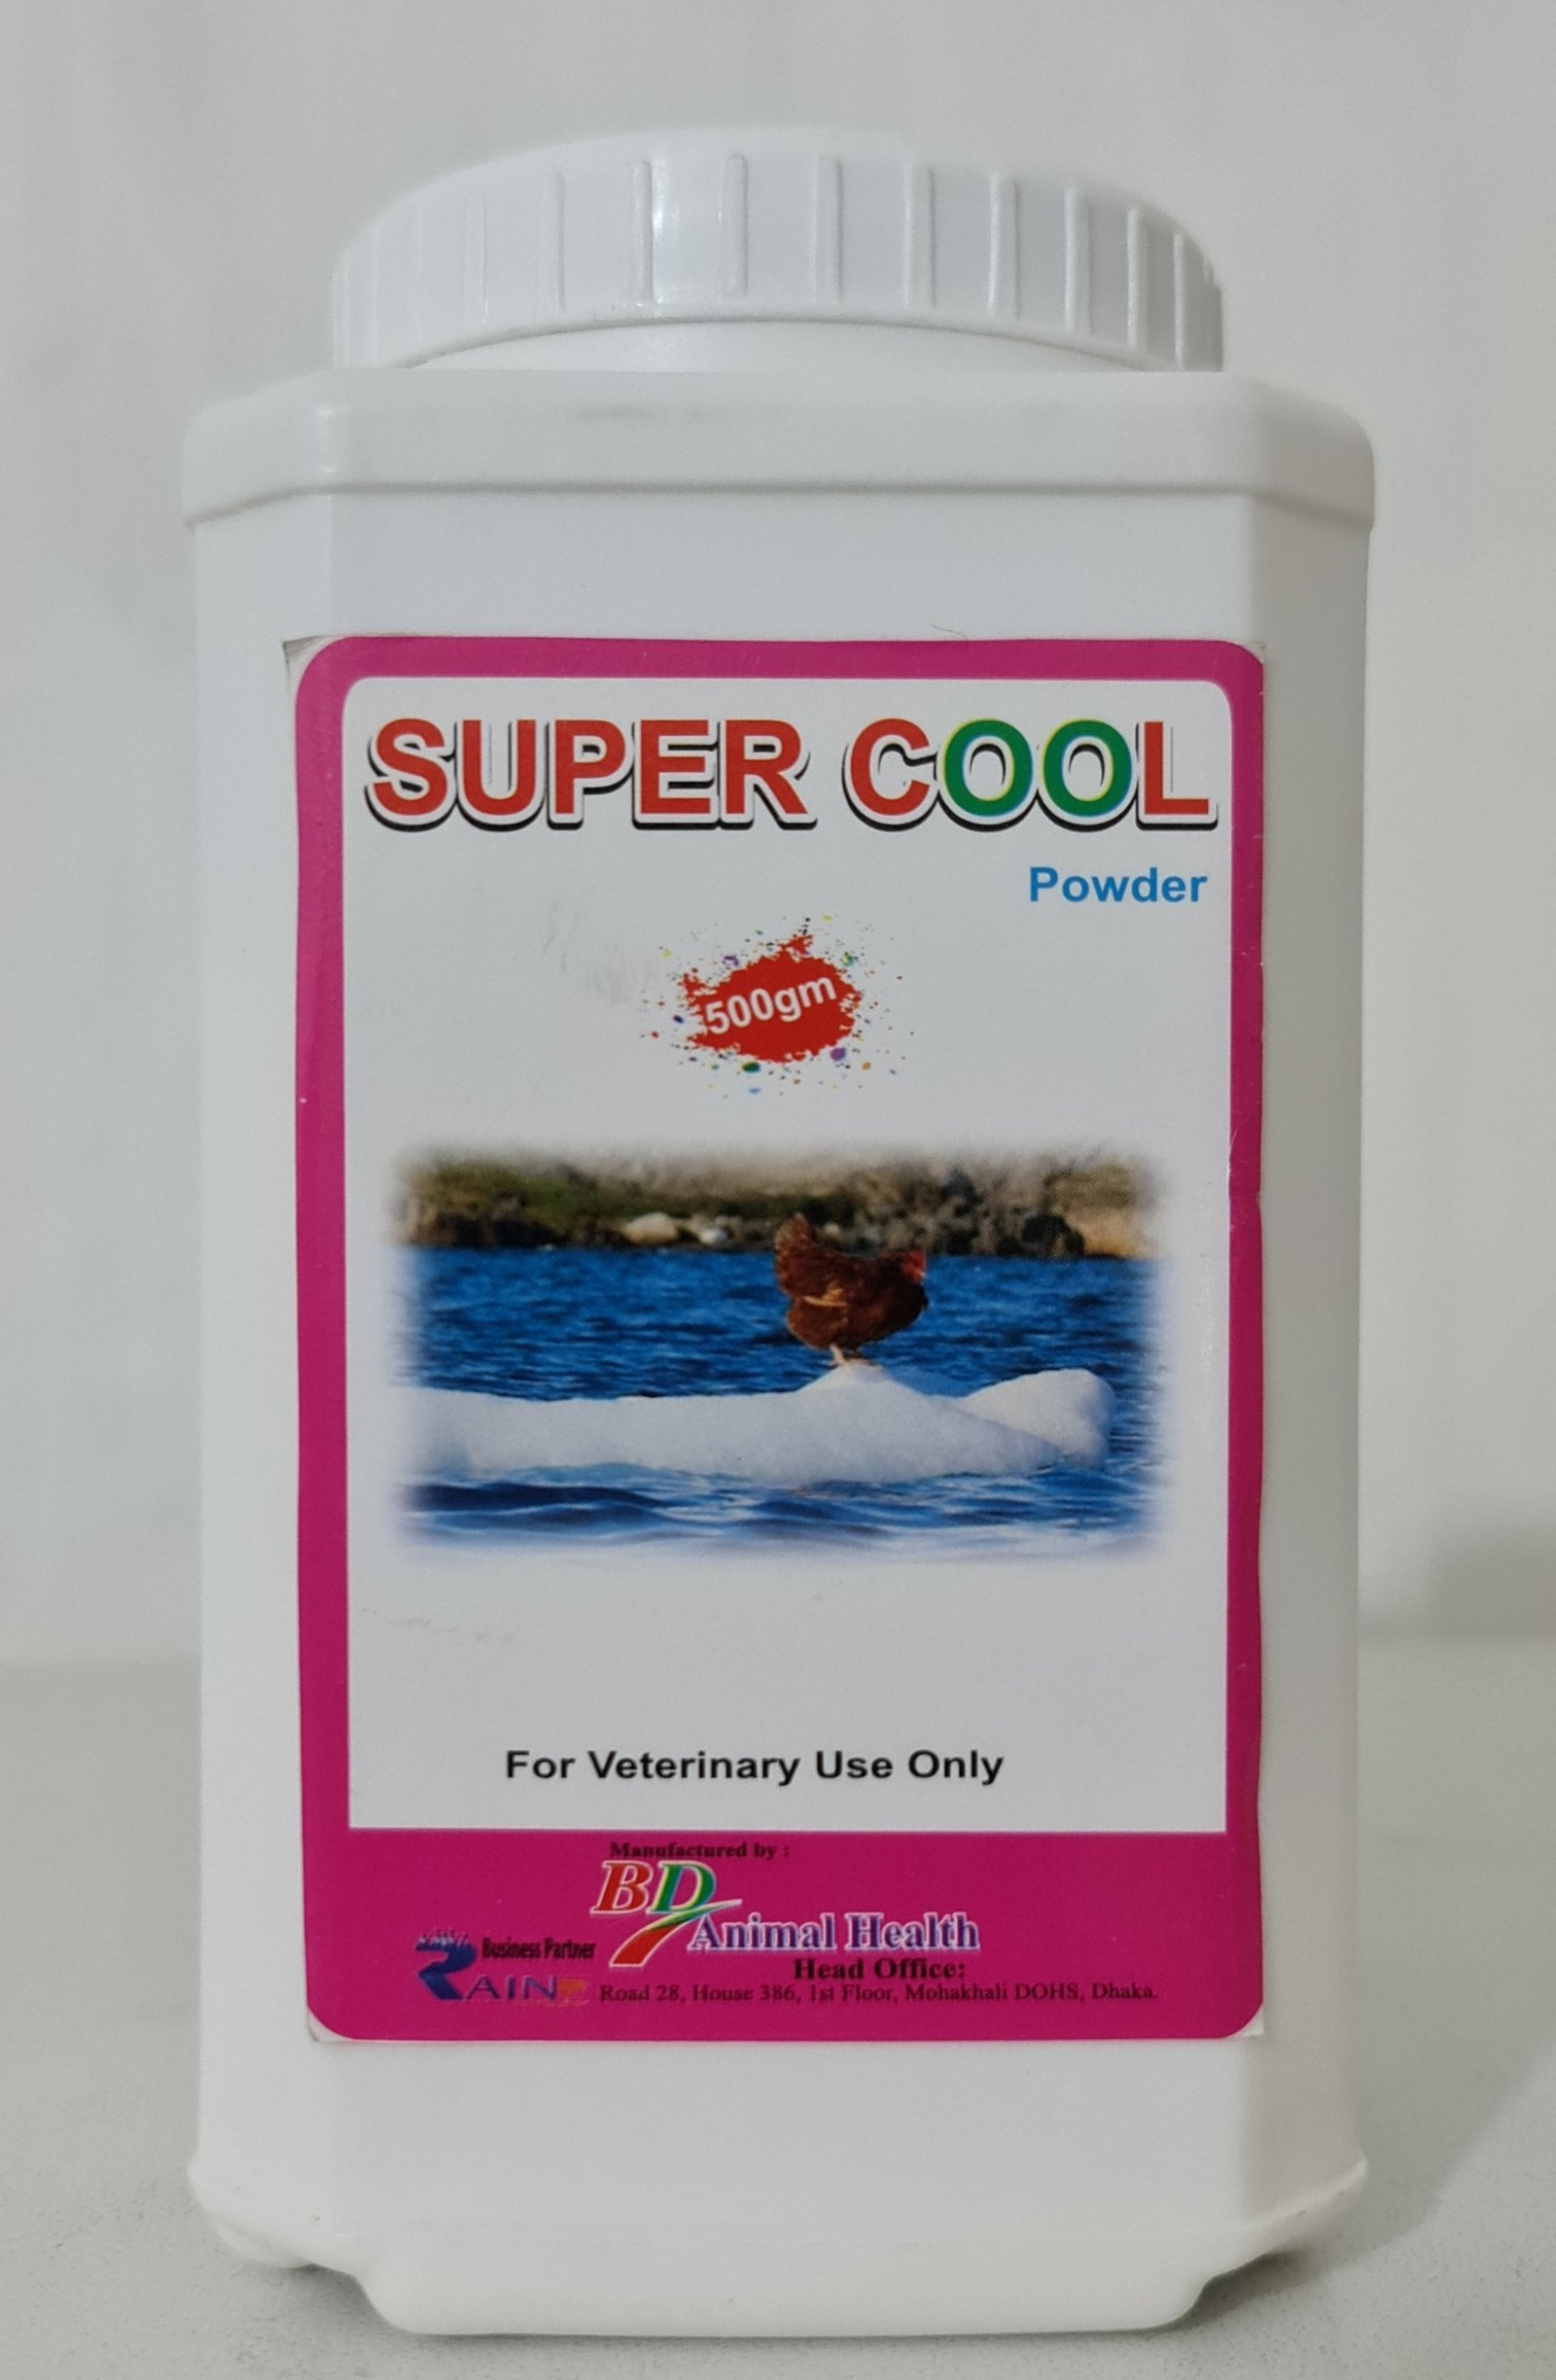 SUPER COOL
Powder
500gm
For Veterinary Use Only
Manufactured by :
BD
Animal Health
Business Partner
RAIN
Head Office:
Road 28, House 386, 1st Floor, Mohakhali DOHS, Dhaka.